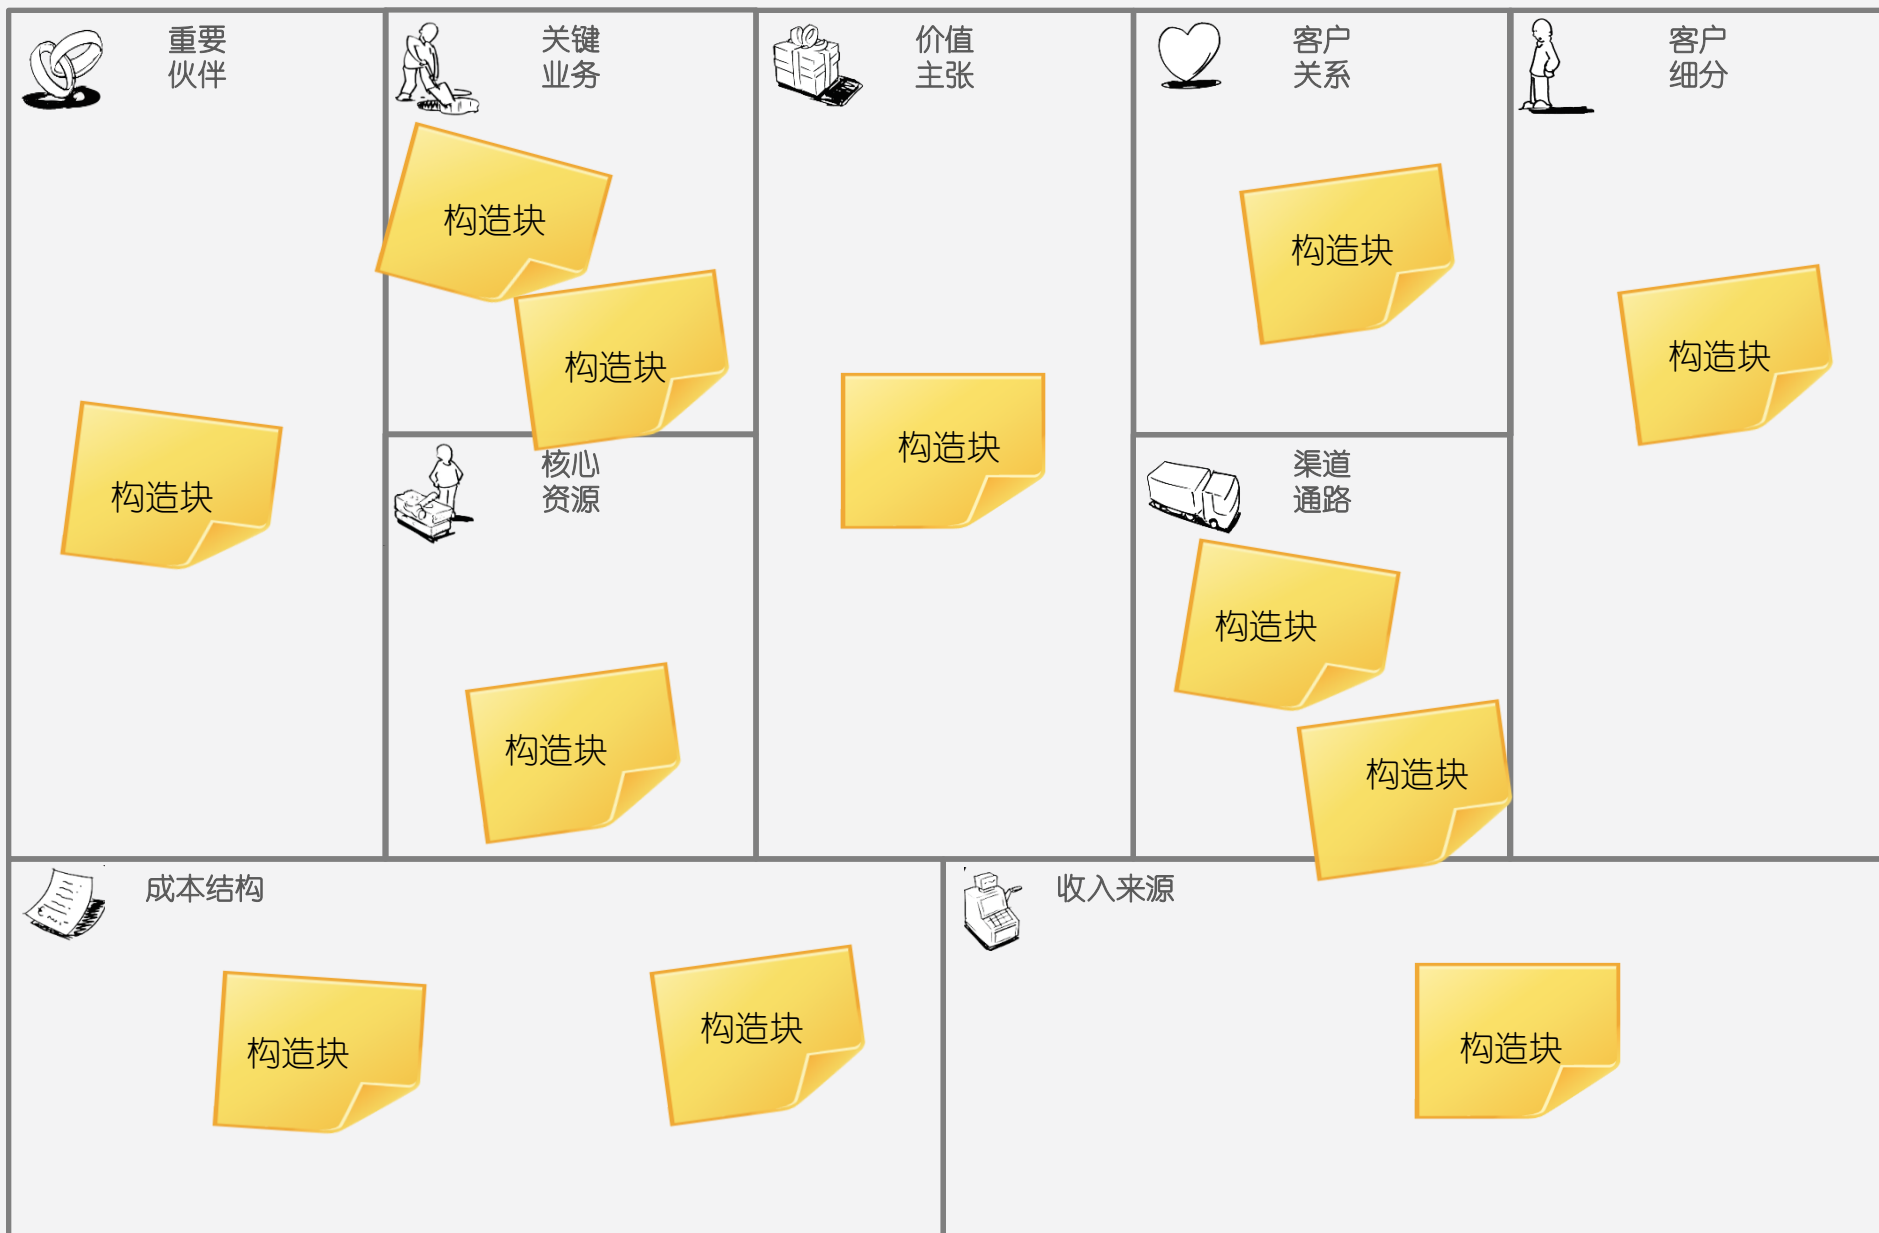 重要
伙伴
关键
业务
价值
主张
客户
关系
客户
细分
构造块
构造块
构造块
构造块
构造块
构造块
核心
资源
渠道
通路
构造块
构造块
构造块
成本结构
收入来源
构造块
构造块
构造块